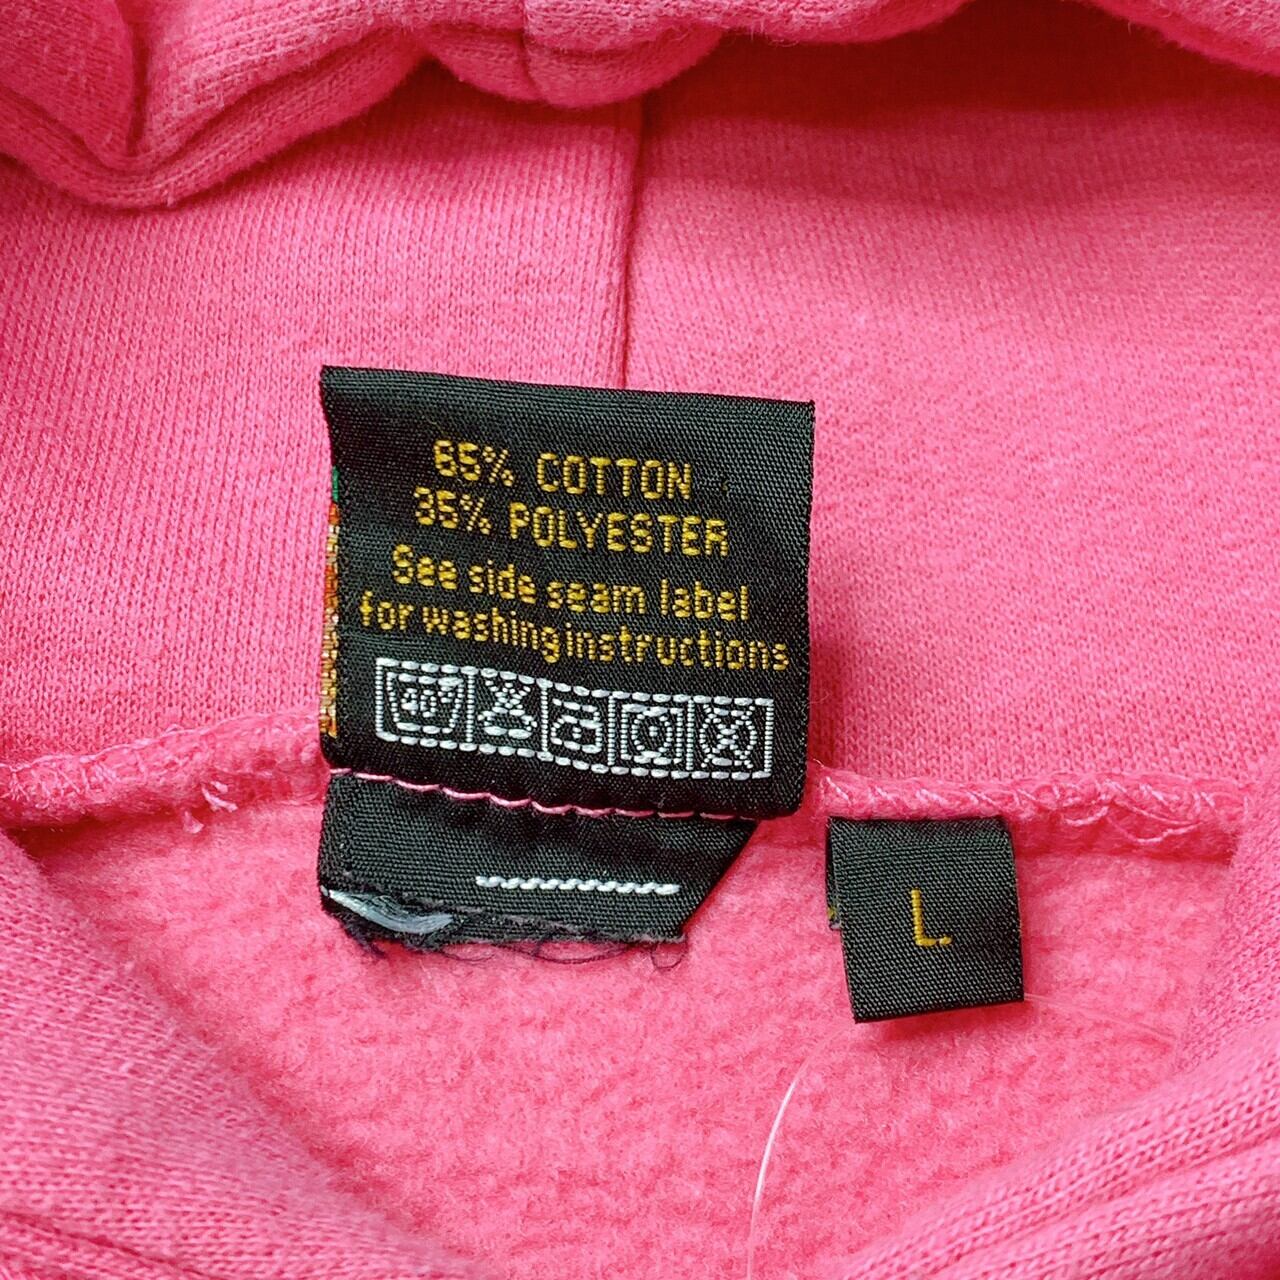 65% COTTON
35% POLYESTER
See side seam label
for washing instructions
40°
L.